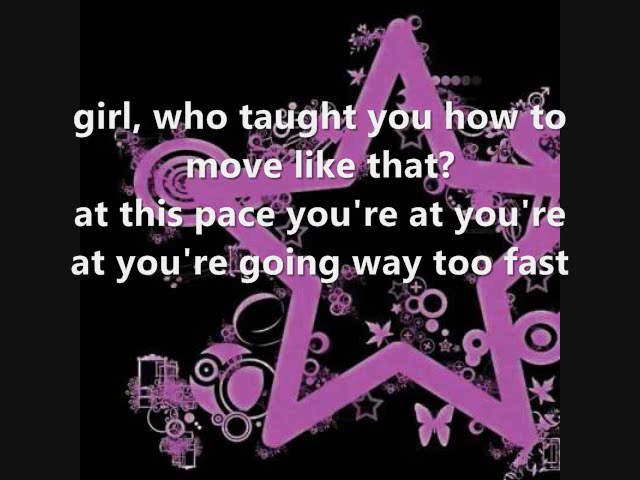 girl, who taught you how to
move like that?
at this pace you're at you're
at you're going way too fast